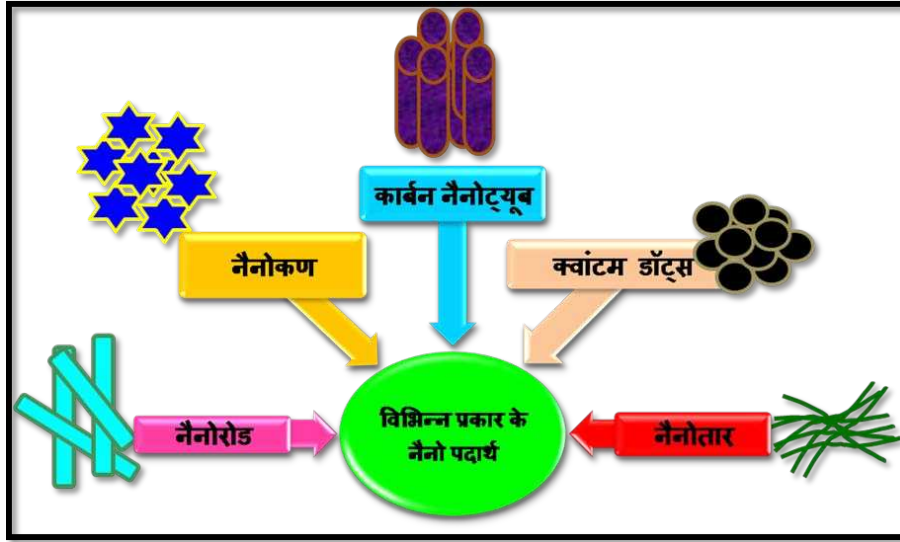 कार्बन नैनोट्यूब
नैनोकण
क्वांटम डॉट्स
नैनोरोड
विभिन्न प्रकार के
नैनो पदार्थ
नैनोतार